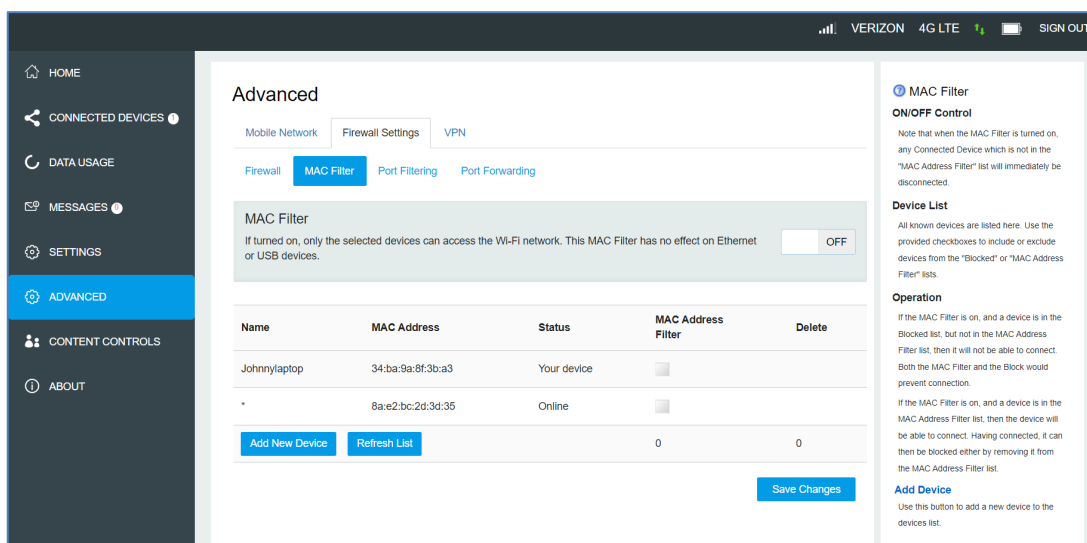 VERIZON 4G LTE SIGN OUT
HOME
CONNECTED DEVICES 1
DATA USAGE
MESSAGES 0
SETTINGS
ADVANCED
CONTENT CONTROLS
ABOUT
Advanced
Mobile Network Firewall Settings VPN
Firewall MAC Filter Port Filtering Port Forwarding
MAC Filter
If turned on, only the selected devices can access the Wi-Fi network. This MAC Filter has no effect on Ethernet
or USB devices.
OFF
Name MAC Address Status MAC Address Filter Delete
Johnnylaptop 34:ba:9a:8f:3b:a3 Your device
* 8a:e2:bc:2d:3d:35 Online
Add New Device Refresh List 0 0
Save Changes
MAC Filter
ON/OFF Control
Note that when the MAC Filter is turned on,
any Connected Device which is not in the
"MAC Address Filter" list will immediately be
disconnected.
Device List
All known devices are listed here. Use the
provided checkboxes to include or exclude
devices from the "Blocked" or "MAC Address
Filter" lists.
Operation
If the MAC Filter is on, and a device is in the
Blocked list, but not in the MAC Address
Filter list, then it will not be able to connect.
Both the MAC Filter and the Block would
prevent connection.
If the MAC Filter is on, and a device is in the
MAC Address Filter list, then the device will
be able to connect. Having connected, it can
then be blocked either by removing it from
the MAC Address Filter list.
Add Device
Use this button to add a new device to the
devices list.